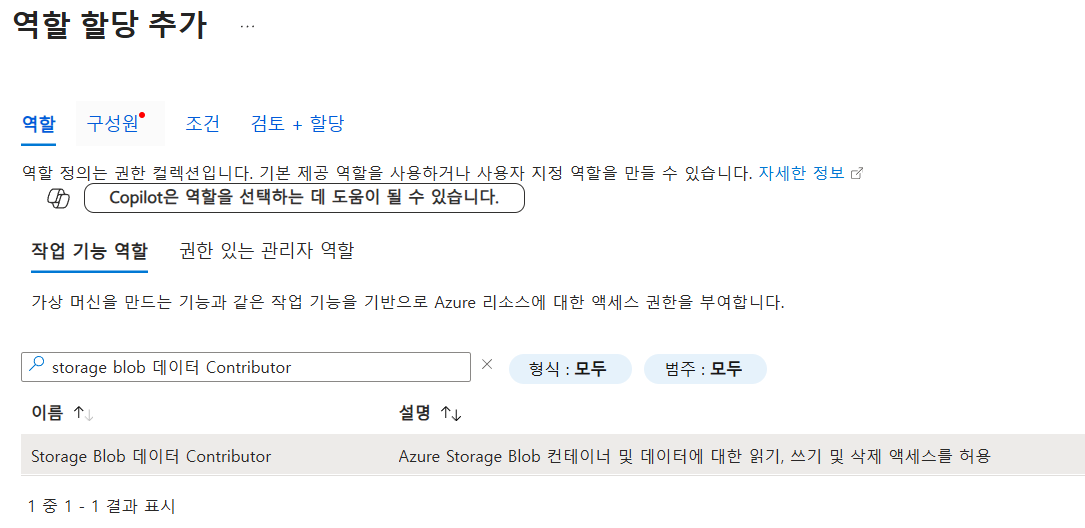 역할 할당 추가 ...
역할 구성원 조건 검토 + 할당
역할 정의는 권한 컬렉션입니다. 기본 제공 역할을 사용하거나 사용자 지정 역할을 만들 수 있습니다. 자세한 정보
Copilot은 역할을 선택하는 데 도움이 될 수 있습니다.
작업 기능 역할 권한 있는 관리자 역할
가상 머신을 만드는 기능과 같은 작업 기능을 기반으로 Azure 리소스에 대한 액세스 권한을 부여합니다.
storage blob 데이터 Contributor 형식 : 모두 범주 : 모두
이름 ↑↓ 설명 ↑↓
Storage Blob 데이터 Contributor Azure Storage Blob 컨테이너 및 데이터에 대한 읽기, 쓰기 및 삭제 액세스를 허용
1 중 1 - 1 결과 표시